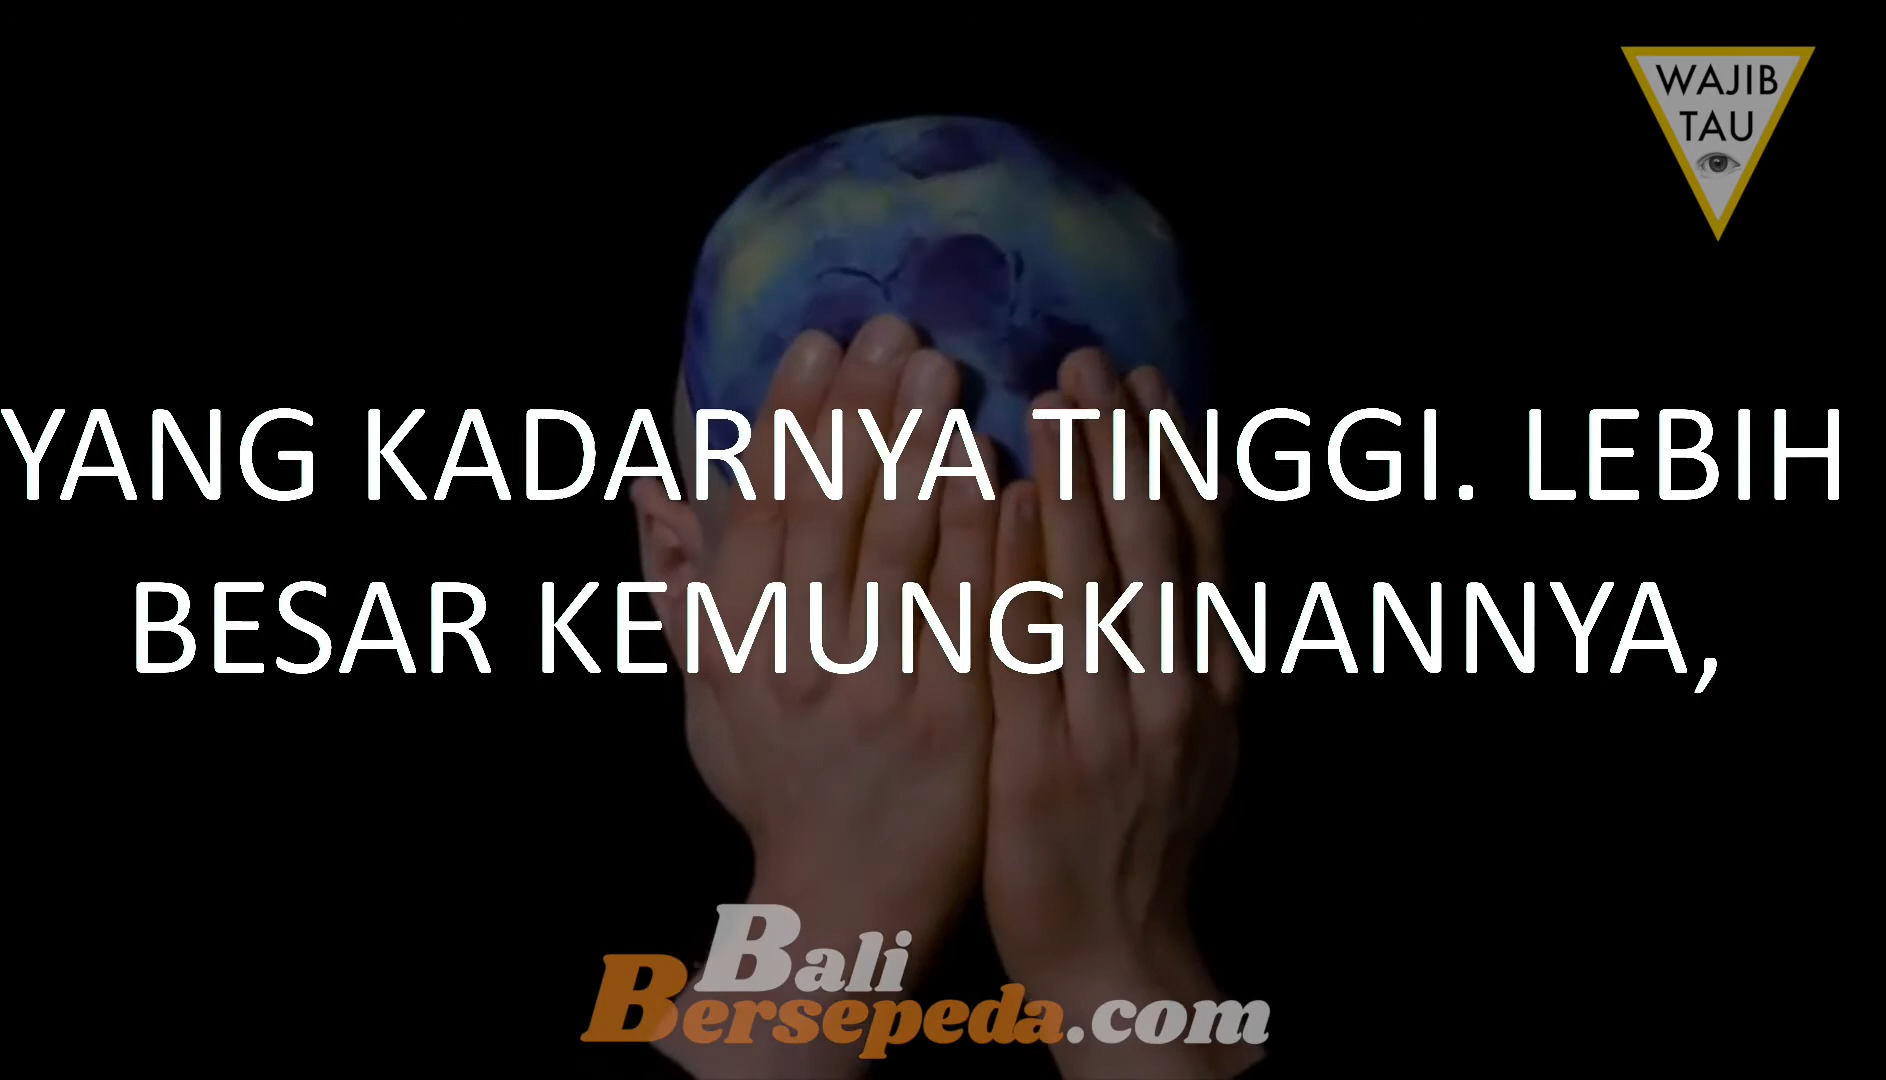 WAJIB
TAU
YANG KADARNYA TINGGI. LEBIH
BESAR KEMUNGKINANNYA,
Bali
Bersepeda.com